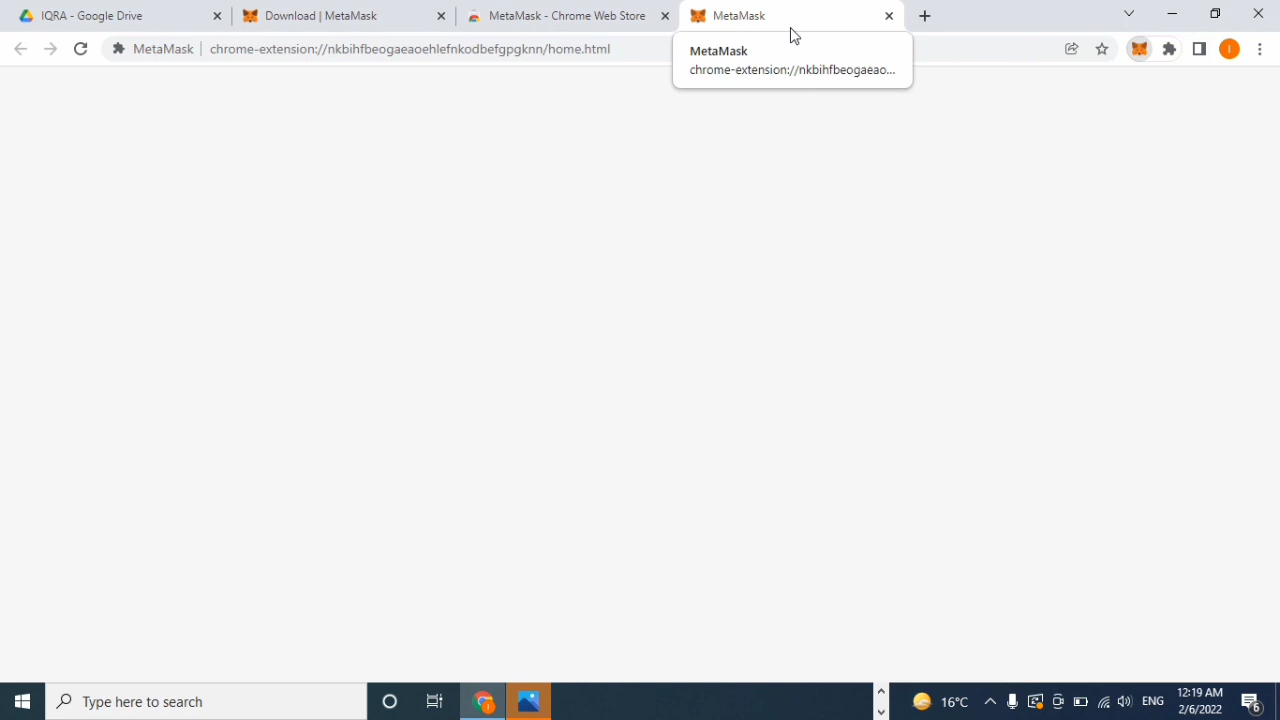 IQRA - Google Drive
Download | MetaMask
MetaMask - Chrome Web Store
MetaMask
MetaMask
chrome-extension://nkbihfbeogaeaoehlefnkodbefgpgknn/home.html
MetaMask
chrome-extension://nkbihfbeogaeao...
I
Type here to search
16°C
ENG
12:19 AM
2/6/2022
6